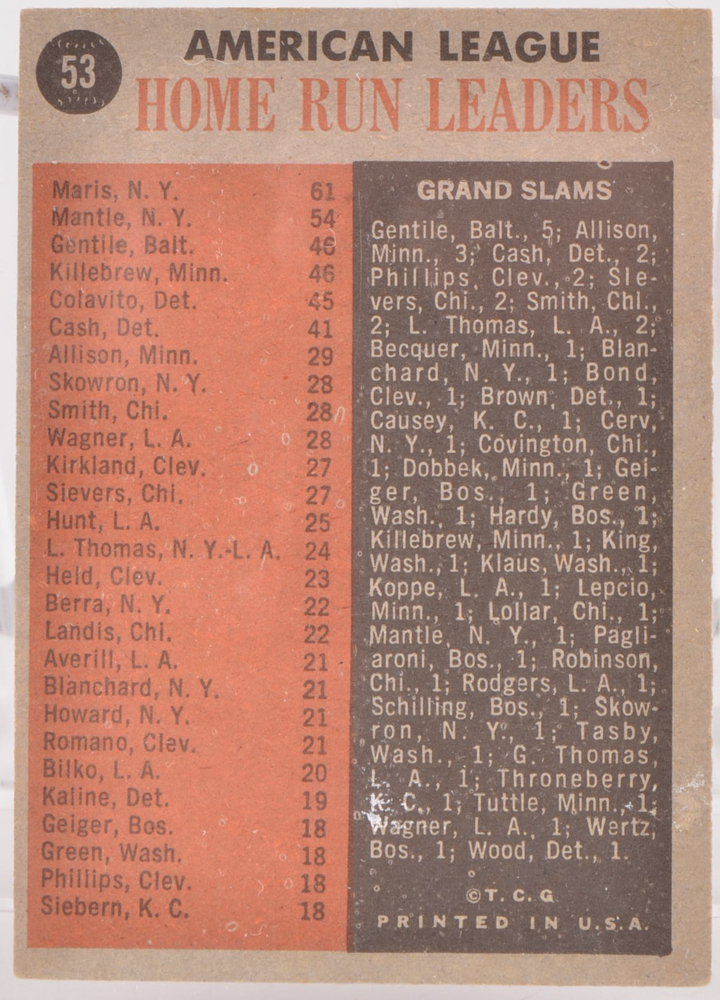 53
AMERICAN LEAGUE
HOME RUN LEADERS
Maris, N. Y. 61
Mantle, N. Y. 54
Gentile, Balt. 46
Killebrew, Minn. 46
Colavito, Det. 45
Cash, Det. 41
Allison, Minn. 29
Skowron, N. Y. 28
Smith, Chi. 28
Wagner, L. A. 28
Kirkland, Clev. 27
Sievers, Chi. 27
Hunt, L. A. 25
L. Thomas, N. Y.-L. A. 24
Held, Clev. 23
Berra, N. Y. 22
Landis, Chi. 22
Averill, L. A. 21
Blanchard, N. Y. 21
Howard, N. Y. 21
Romano, Clev. 21
Bilko, L. A. 20
Kaline, Det. 19
Geiger, Bos. 18
Green, Wash. 18
Phillips, Clev. 18
Siebern, K. C. 18
GRAND SLAMS
Gentile, Balt., 5; Allison,
Minn., 3; Cash, Det., 2;
Phillips, Clev., 2; Sie-
vers, Chi., 2; Smith, Chi.,
2; L. Thomas, L. A., 2;
Becquer, Minn., 1; Blan-
chard, N. Y., 1; Bond,
Clev., 1; Brown, Det., 1;
Causey, K. C., 1; Cerv,
N. Y., 1; Covington, Chi.,
1; Dobbek, Minn., 1; Gei-
ger, Bos., 1; Green,
Wash., 1; Hardy, Bos., 1;
Killebrew, Minn., 1; King,
Wash., 1; Klaus, Wash., 1;
Koppe, L. A., 1; Lepcio,
Minn., 1; Lollar, Chi., 1;
Mantle, N. Y., 1; Pagli-
aroni, Bos., 1; Robinson,
Chi., 1; Rodgers, L. A., 1;
Schilling, Bos., 1; Skow-
ron, N. Y., 1; Tasby,
Wash., 1; G. Thomas,
L. A., 1; Throneberry,
K. C., 1; Tuttle, Minn., 1;
Wagner, L. A., 1; Wertz,
Bos., 1; Wood, Det., 1.
©T. C. G
PRINTED IN U.S.A.